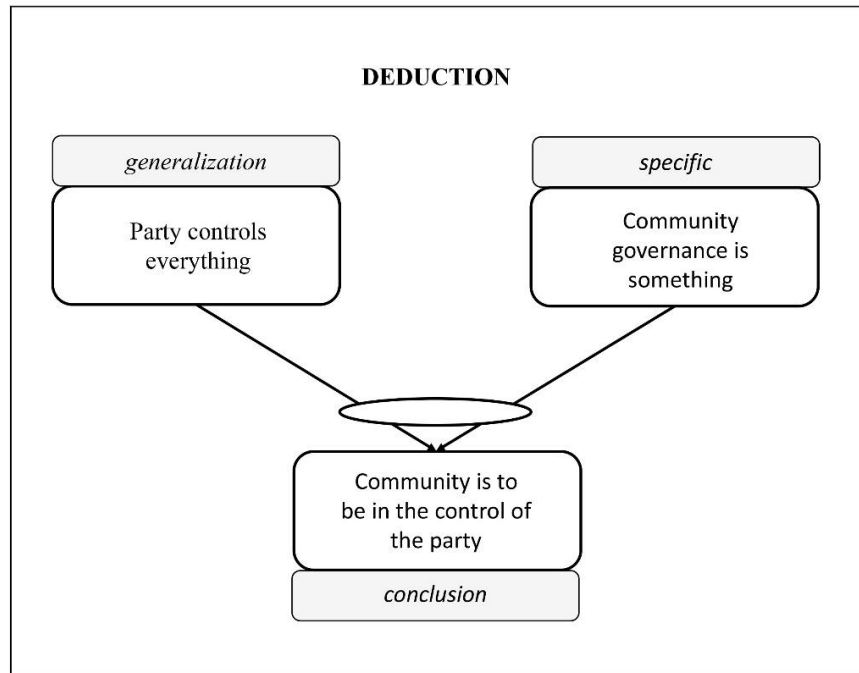 DEDUCTION
generalization
Party controls
everything
specific
Community
governance is
something
Community is to
be in the control of
the party
conclusion